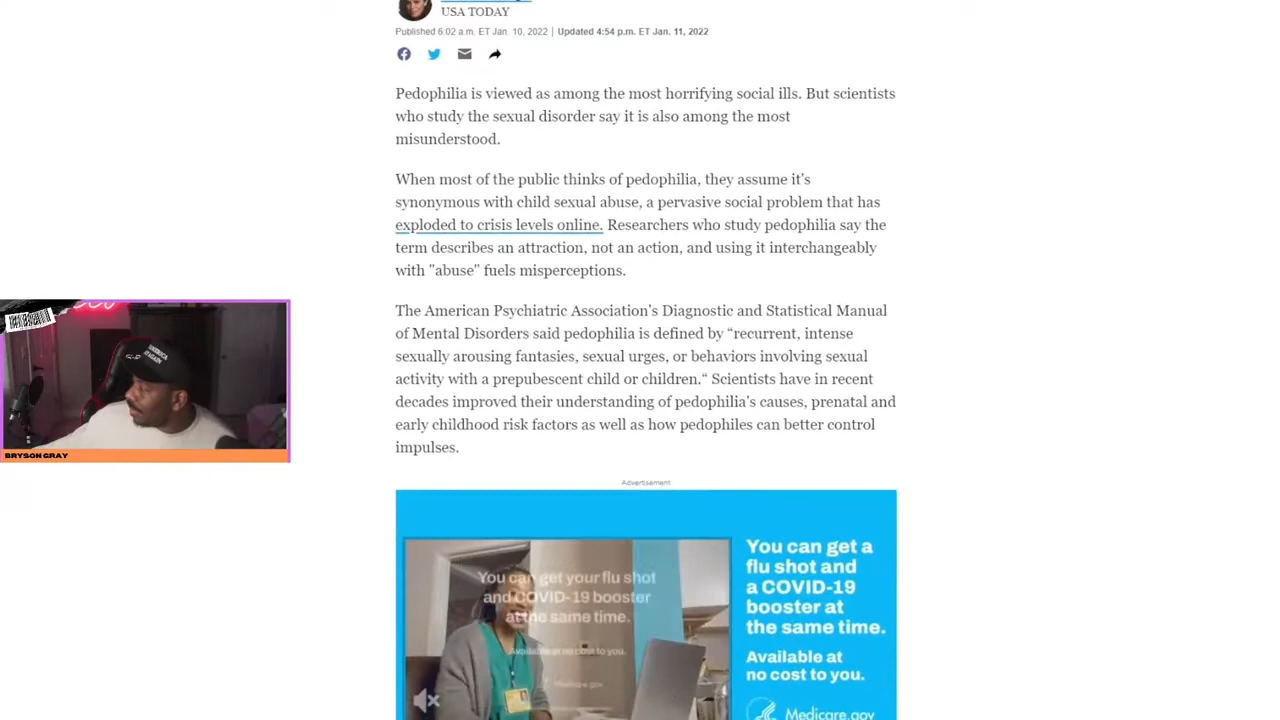 USA TODAY
Published 6:02 a.m. ET Jan. 10, 2022 | Updated 4:54 p.m. ET Jan. 11, 2022
Pedophilia is viewed as among the most horrifying social ills. But scientists
who study the sexual disorder say it is also among the most
misunderstood.
When most of the public thinks of pedophilia, they assume it's
synonymous with child sexual abuse, a pervasive social problem that has
exploded to crisis levels online. Researchers who study pedophilia say the
term describes an attraction, not an action, and using it interchangeably
with "abuse" fuels misperceptions.
The American Psychiatric Association's Diagnostic and Statistical Manual
of Mental Disorders said pedophilia is defined by “recurrent, intense
sexually arousing fantasies, sexual urges, or behaviors involving sexual
activity with a prepubescent child or children.“ Scientists have in recent
decades improved their understanding of pedophilia's causes, prenatal and
early childhood risk factors as well as how pedophiles can better control
impulses.
BRYSON GRAY
Advertisement
You can get your flu shot
and COVID-19 booster
at the same time.
Available at no cost to you.
Medicare.gov
You can get a
flu shot and
a COVID-19
booster at
the same time.
Available at
no cost to you.
Medicare.gov